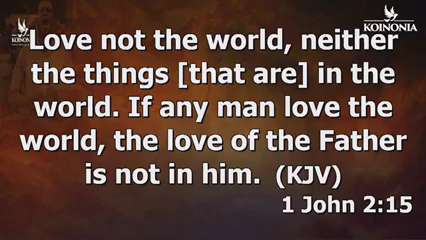 KOINONIA
Love not the world, neither
the things [that are] in the
world. If any man love the
world, the love of the Father
is not in him. (KJV)
1 John 2:15